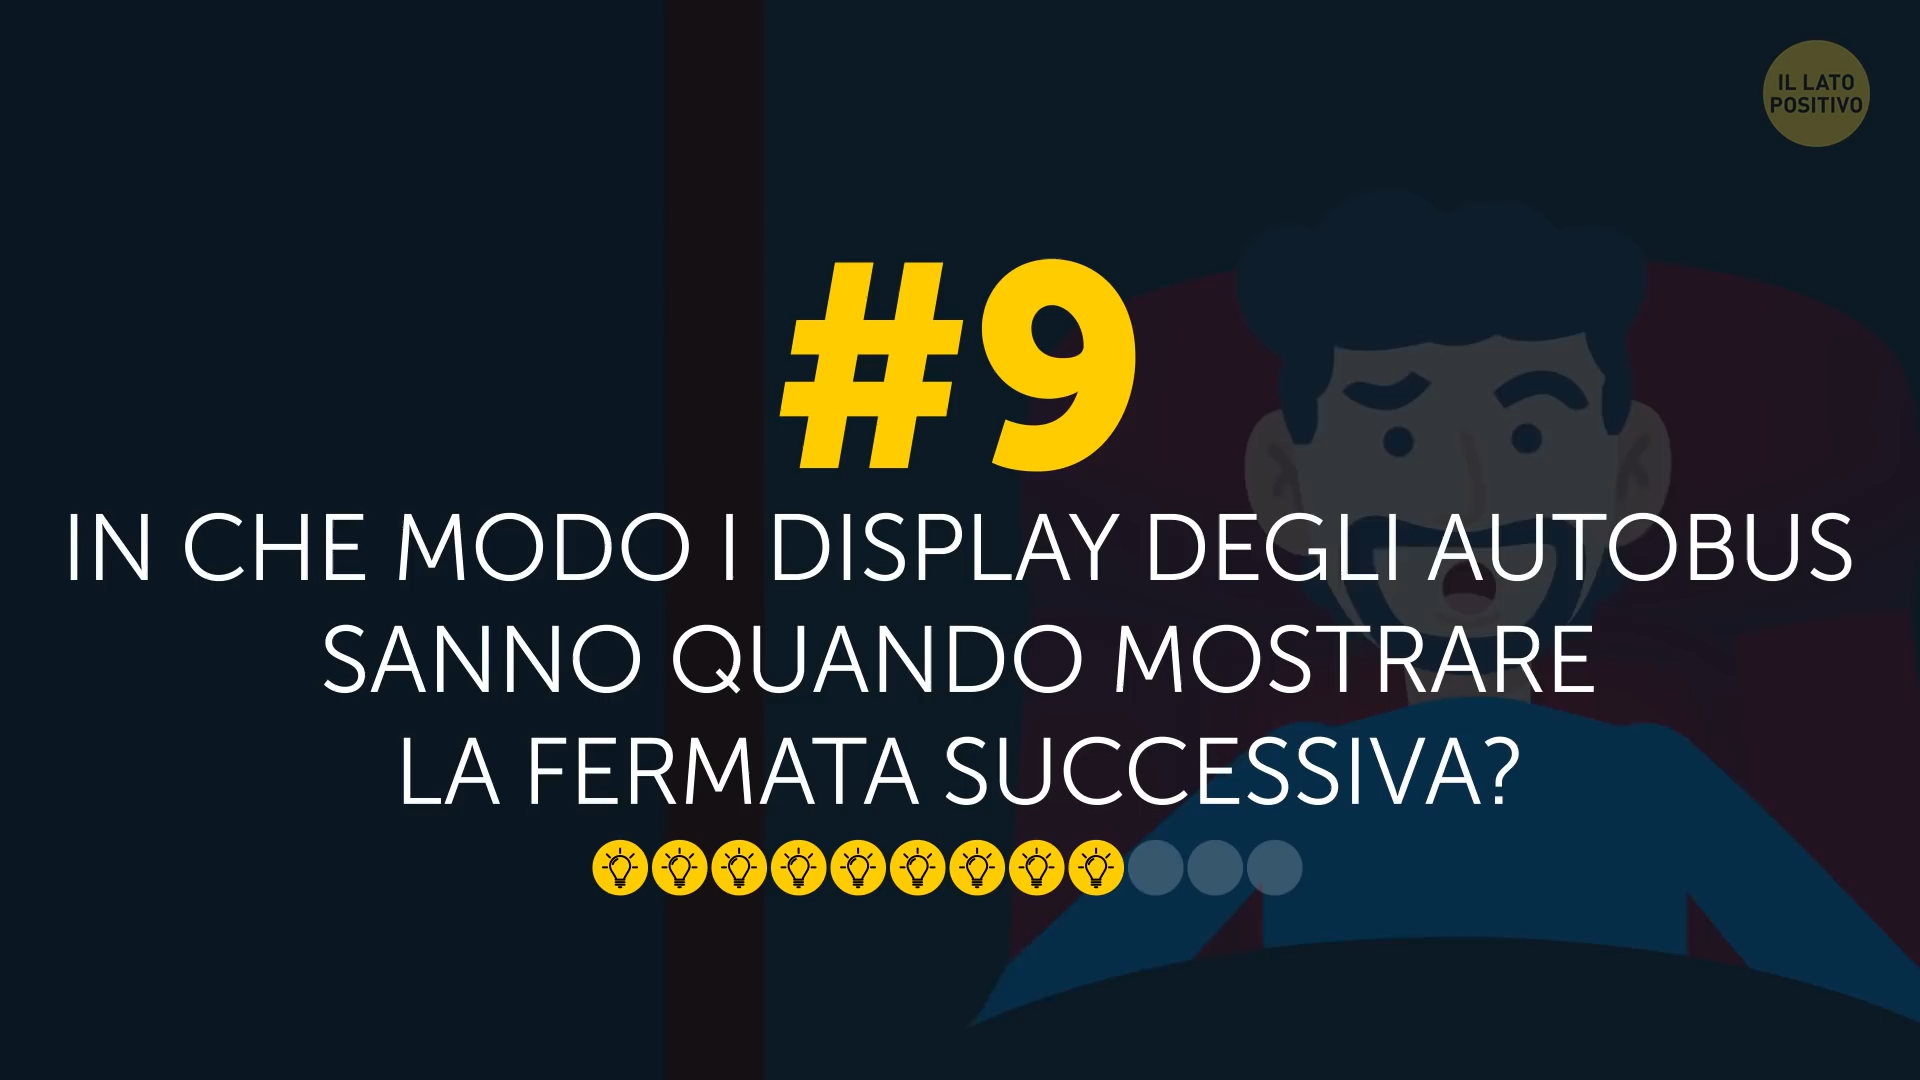 IL LATO
POSITIVO
#9
IN CHE MODO I DISPLAY DEGLI AUTOBUS
SANNO QUANDO MOSTRARE
LA FERMATA SUCCESSIVA?